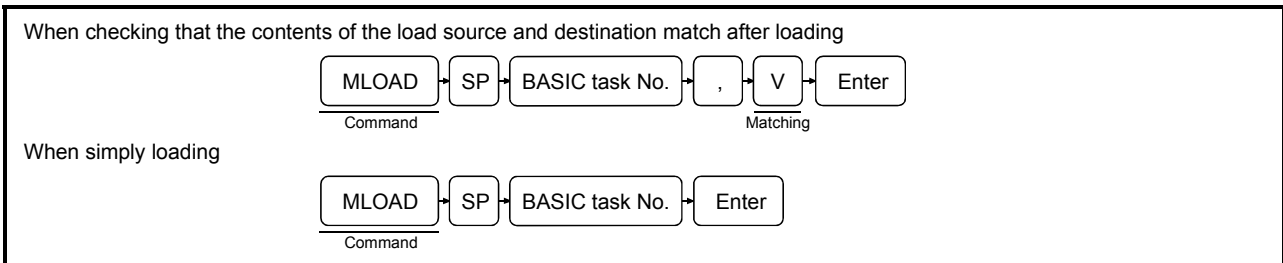 When checking that the contents of the load source and destination match after loading
MLOAD SP BASIC task No. , V Enter
Command Matching
When simply loading
MLOAD SP BASIC task No. Enter
Command